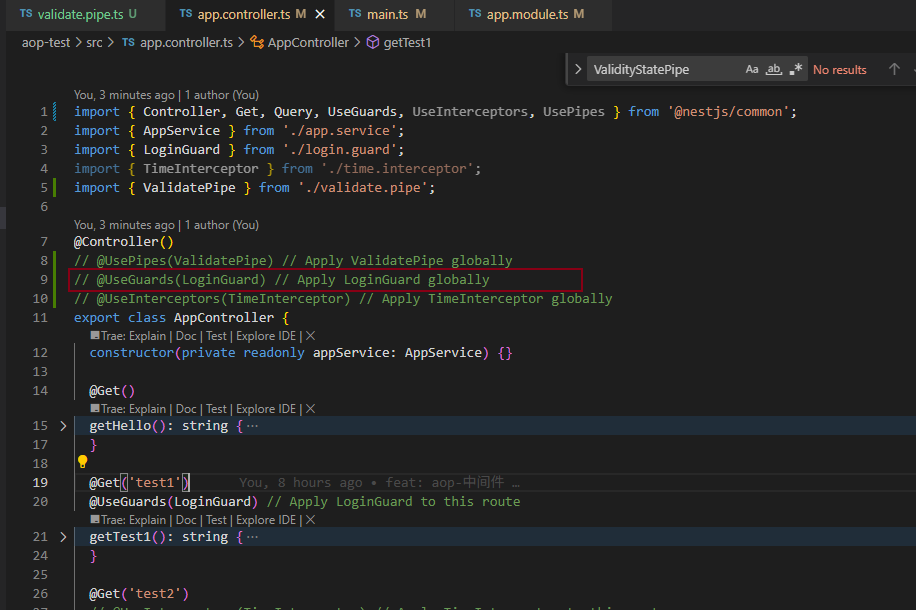 TS validate.pipe.ts U TS app.controller.ts M TS main.ts M TS app.module.ts M
aop-test > src > TS app.controller.ts > AppController > getTest1
ValidityStatePipe Aa ab .* No results
You, 3 minutes ago | 1 author (You)
1 import { Controller, Get, Query, UseGuards, UseInterceptors, UsePipes } from '@nestjs/common';
2 import { AppService } from './app.service';
3 import { LoginGuard } from './login.guard';
4 import { TimeInterceptor } from './time.interceptor';
5 import { ValidatePipe } from './validate.pipe';
6
You, 3 minutes ago | 1 author (You)
7 @Controller()
8 // @UsePipes(ValidatePipe) // Apply ValidatePipe globally
9 // @UseGuards(LoginGuard) // Apply LoginGuard globally
10 // @UseInterceptors(TimeInterceptor) // Apply TimeInterceptor globally
11 export class AppController {
Trae: Explain | Doc | Test | Explore IDE | X
12 constructor(private readonly appService: AppService) {}
13
14 @Get()
Trae: Explain | Doc | Test | Explore IDE | X
15 getHello(): string { ...
17 }
18
19 @Get('test1') You, 8 hours ago • feat: aop-中间件 …
20 @UseGuards(LoginGuard) // Apply LoginGuard to this route
Trae: Explain | Doc | Test | Explore IDE | X
21 getTest1(): string { ...
24 }
25
26 @Get('test2')